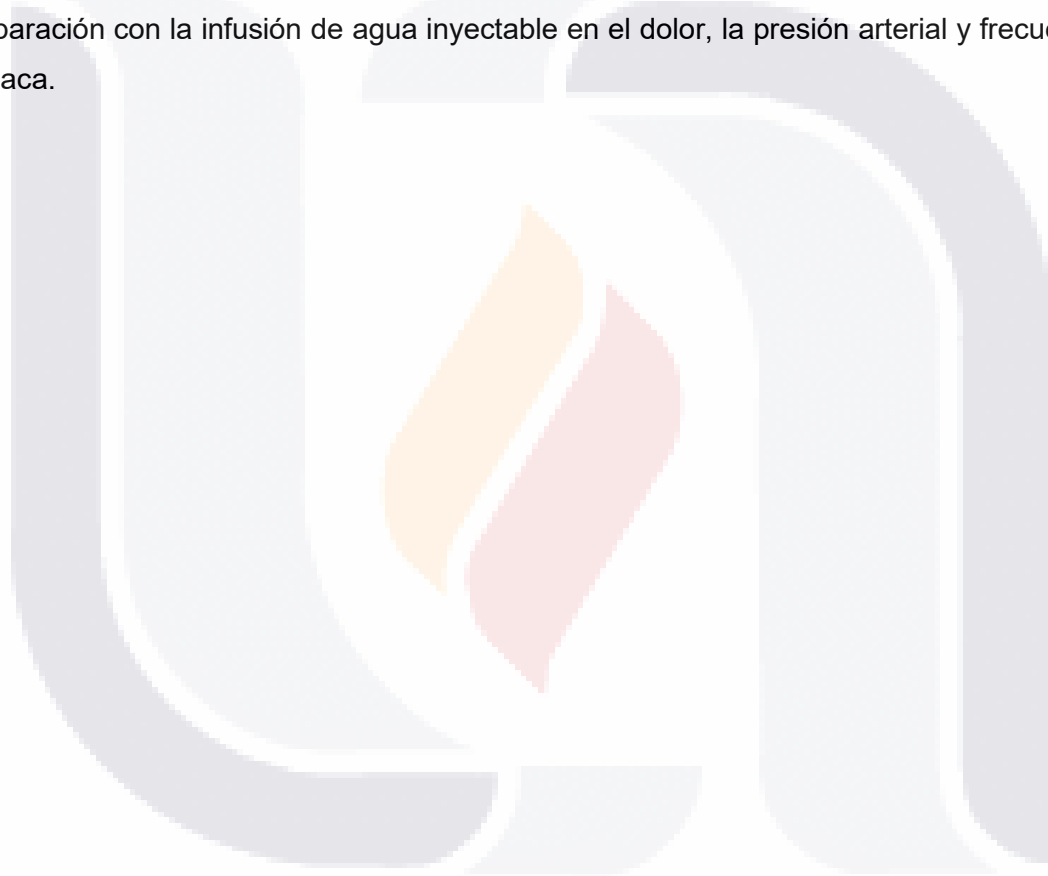 paración con la infusión de agua inyectable en el dolor, la presión arterial y frecu
aca.